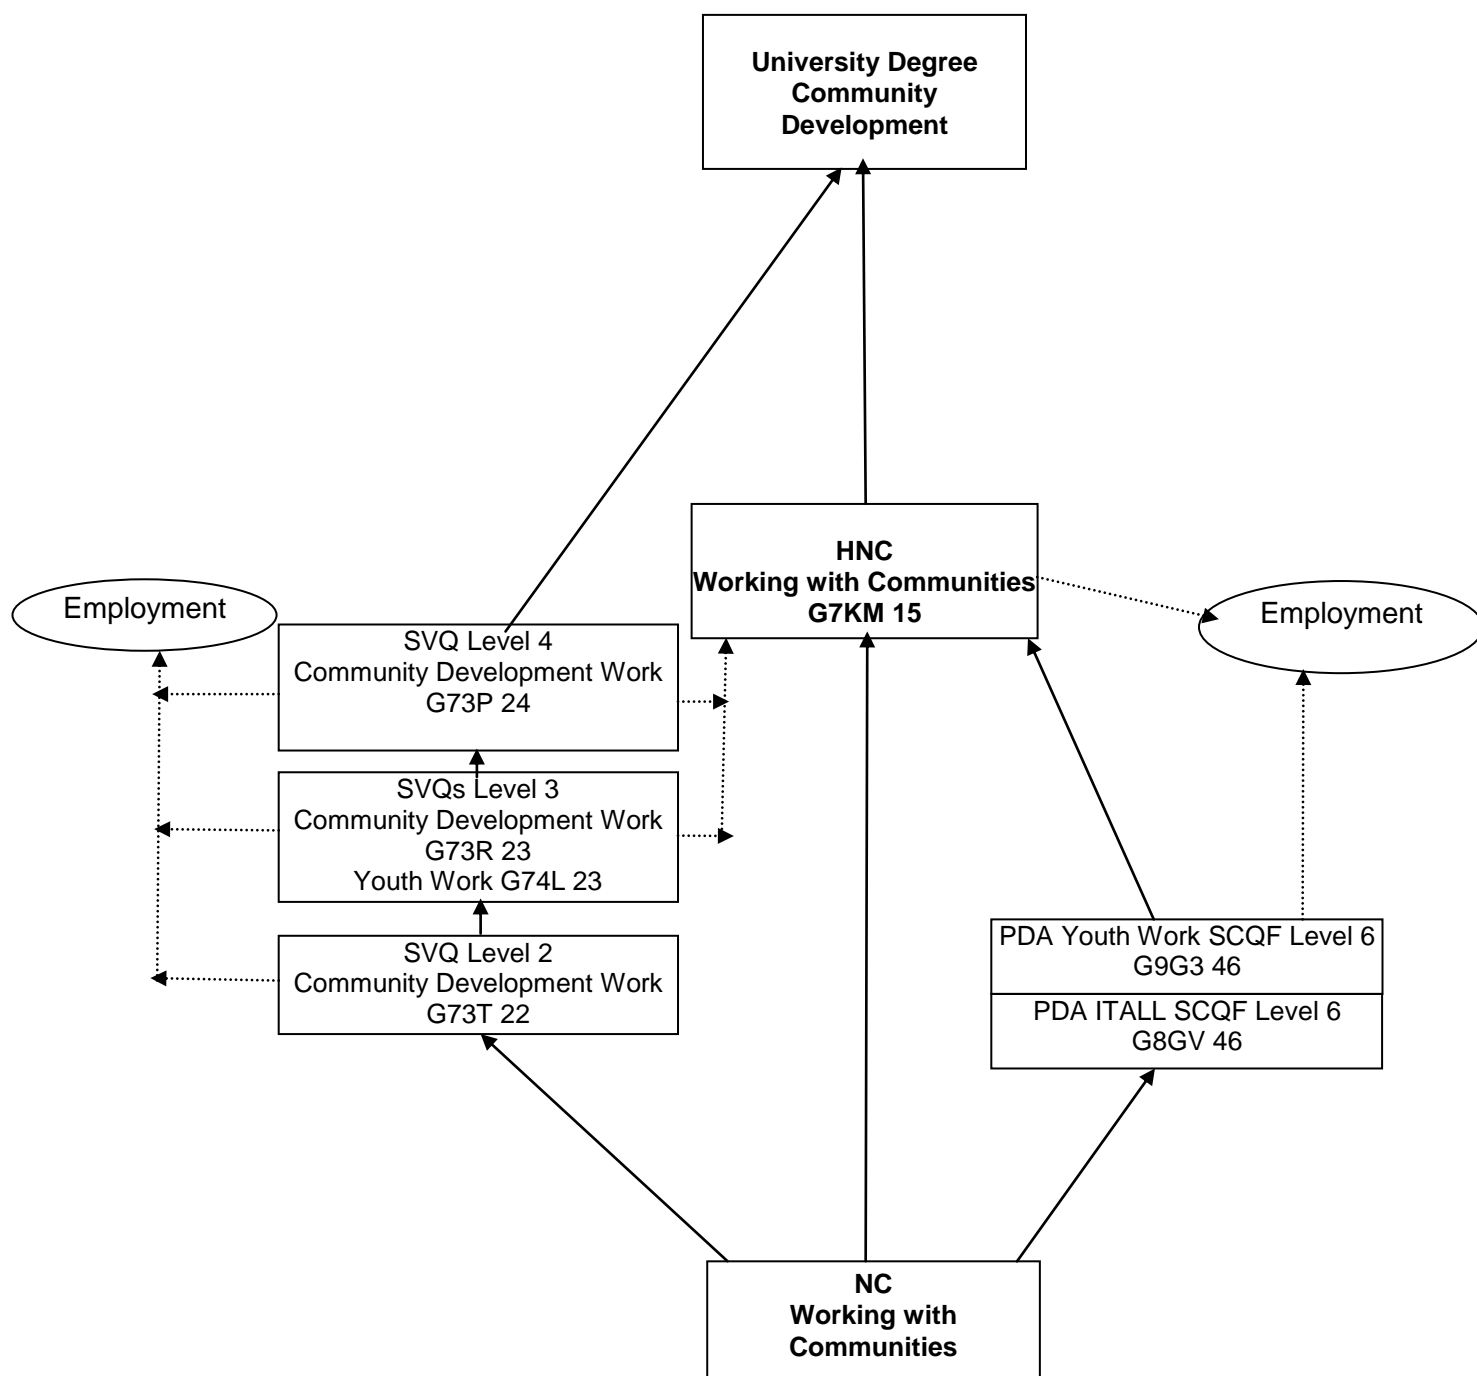 University Degree
Community
Development
HNC
Working with Communities
G7KM 15
Employment
Employment
SVQ Level 4
Community Development Work
G73P 24
SVQs Level 3
Community Development Work
G73R 23
Youth Work G74L 23
PDA Youth Work SCQF Level 6
G9G3 46
SVQ Level 2
Community Development Work
G73T 22
PDA ITALL SCQF Level 6
G8GV 46
NC
Working with
Communities